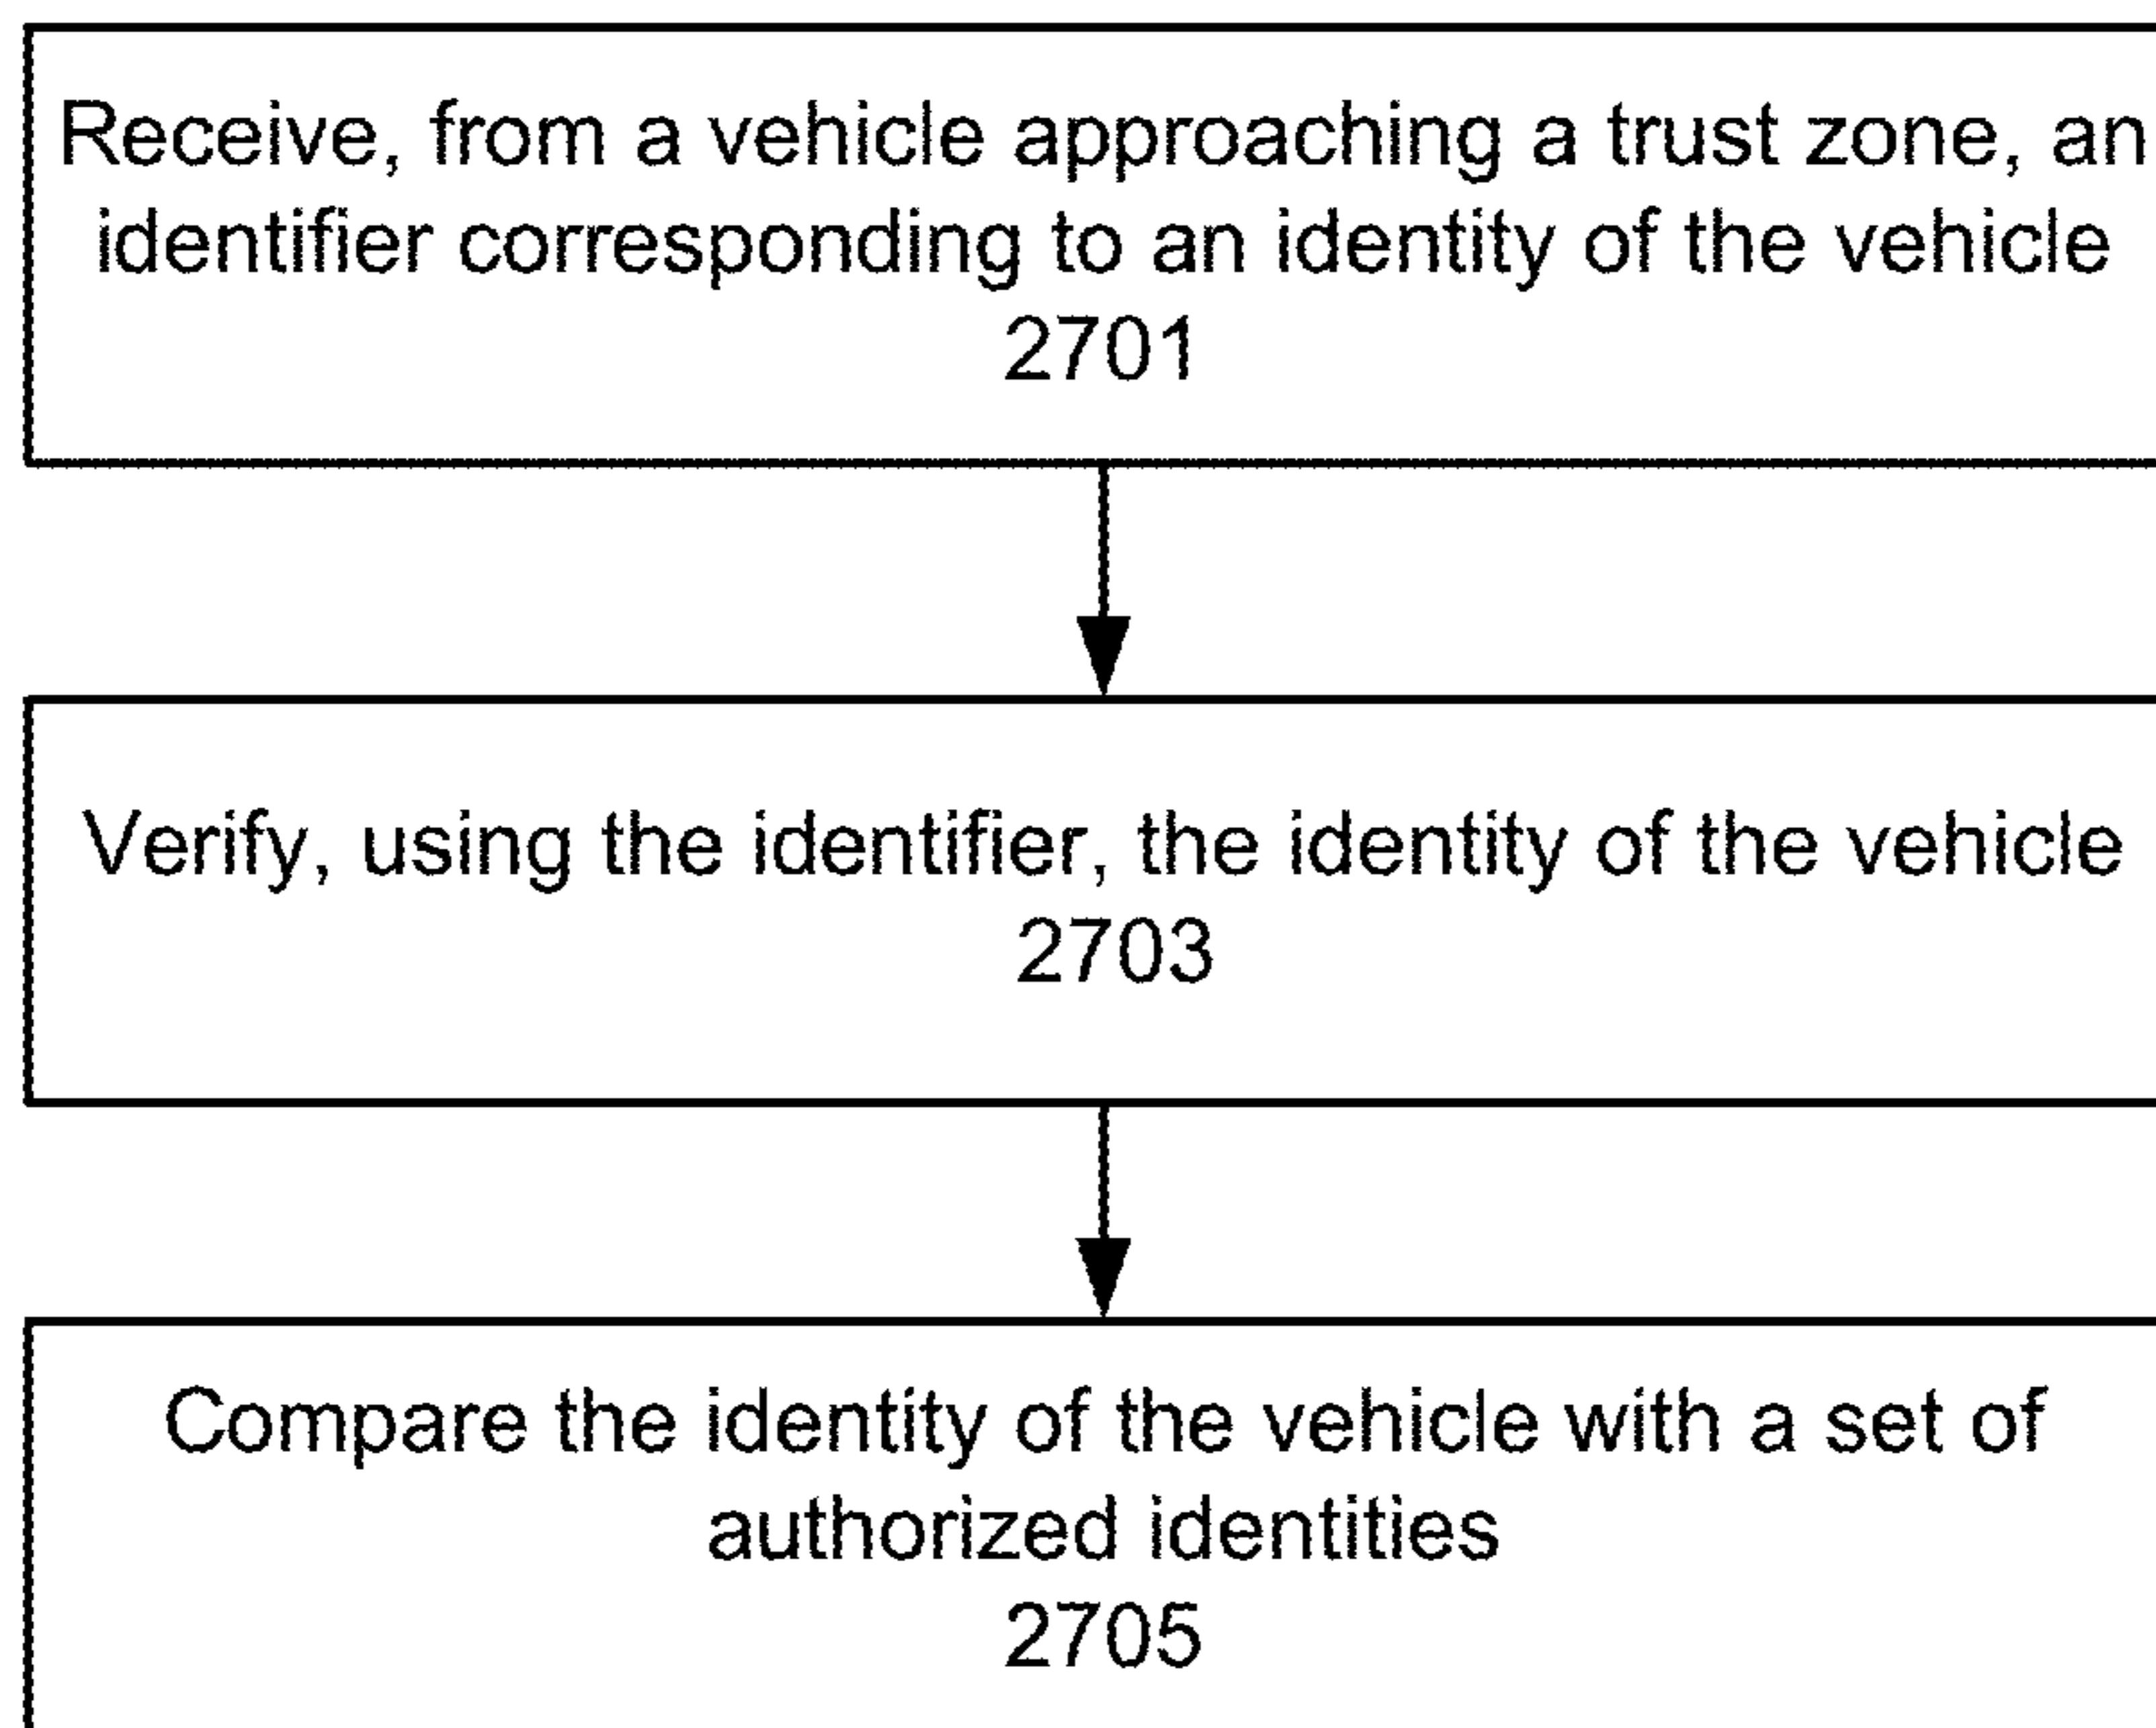 Receive, from a vehicle approaching a trust zone, an
identifier corresponding to an identity of the vehicle
2701
Verify, using the identifier, the identity of the vehicle
2703
Compare the identity of the vehicle with a set of
authorized identities
2705